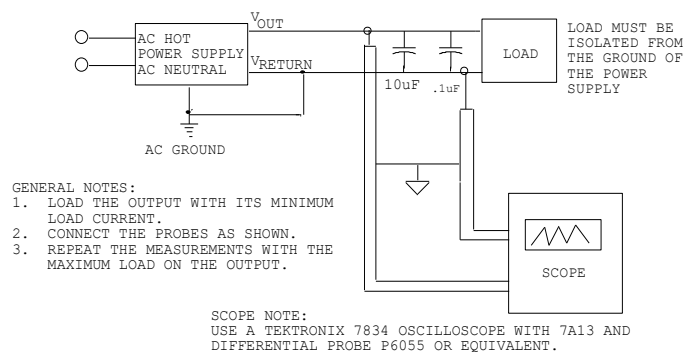 V OUT
AC HOT
POWER SUPPLY
AC NEUTRAL
V RETURN
10uF
.1uF
LOAD
LOAD MUST BE
ISOLATED FROM
THE GROUND OF
THE POWER
SUPPLY
AC GROUND
GENERAL NOTES:
1. LOAD THE OUTPUT WITH ITS MINIMUM
LOAD CURRENT.
2. CONNECT THE PROBES AS SHOWN.
3. REPEAT THE MEASUREMENTS WITH THE
MAXIMUM LOAD ON THE OUTPUT.
SCOPE
SCOPE NOTE:
USE A TEKTRONIX 7834 OSCILLOSCOPE WITH 7A13 AND
DIFFERENTIAL PROBE P6055 OR EQUIVALENT.